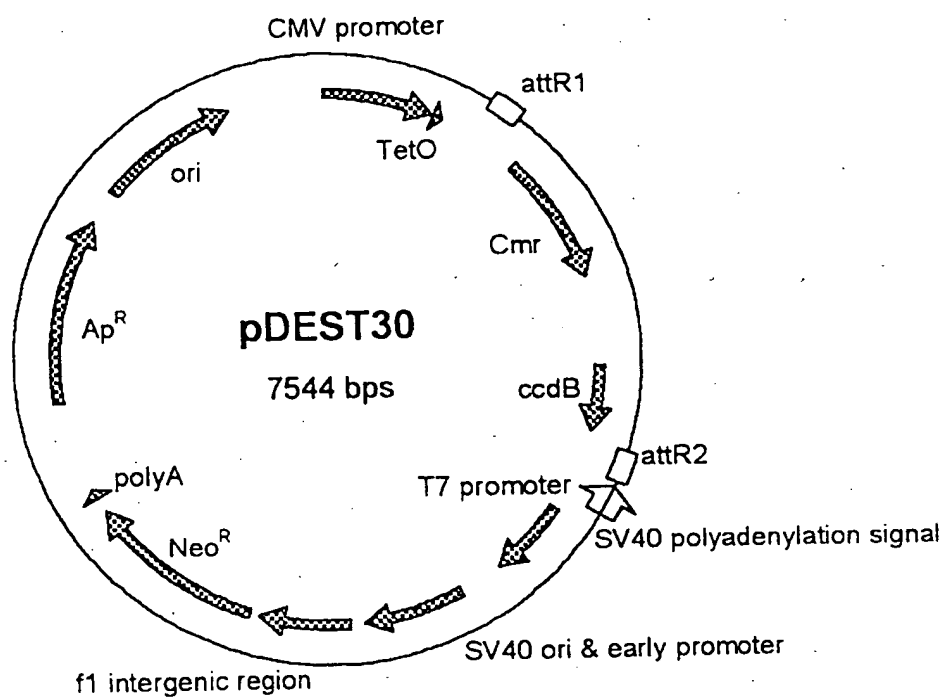 CMV promoter
attR1
TetO
ori
Cmr
Ap^R
pDEST30
7544 bps
ccdB
attR2
polyA
T7 promoter
SV40 polyadenylation signal
Neo^R
SV40 ori & early promoter
f1 intergenic region